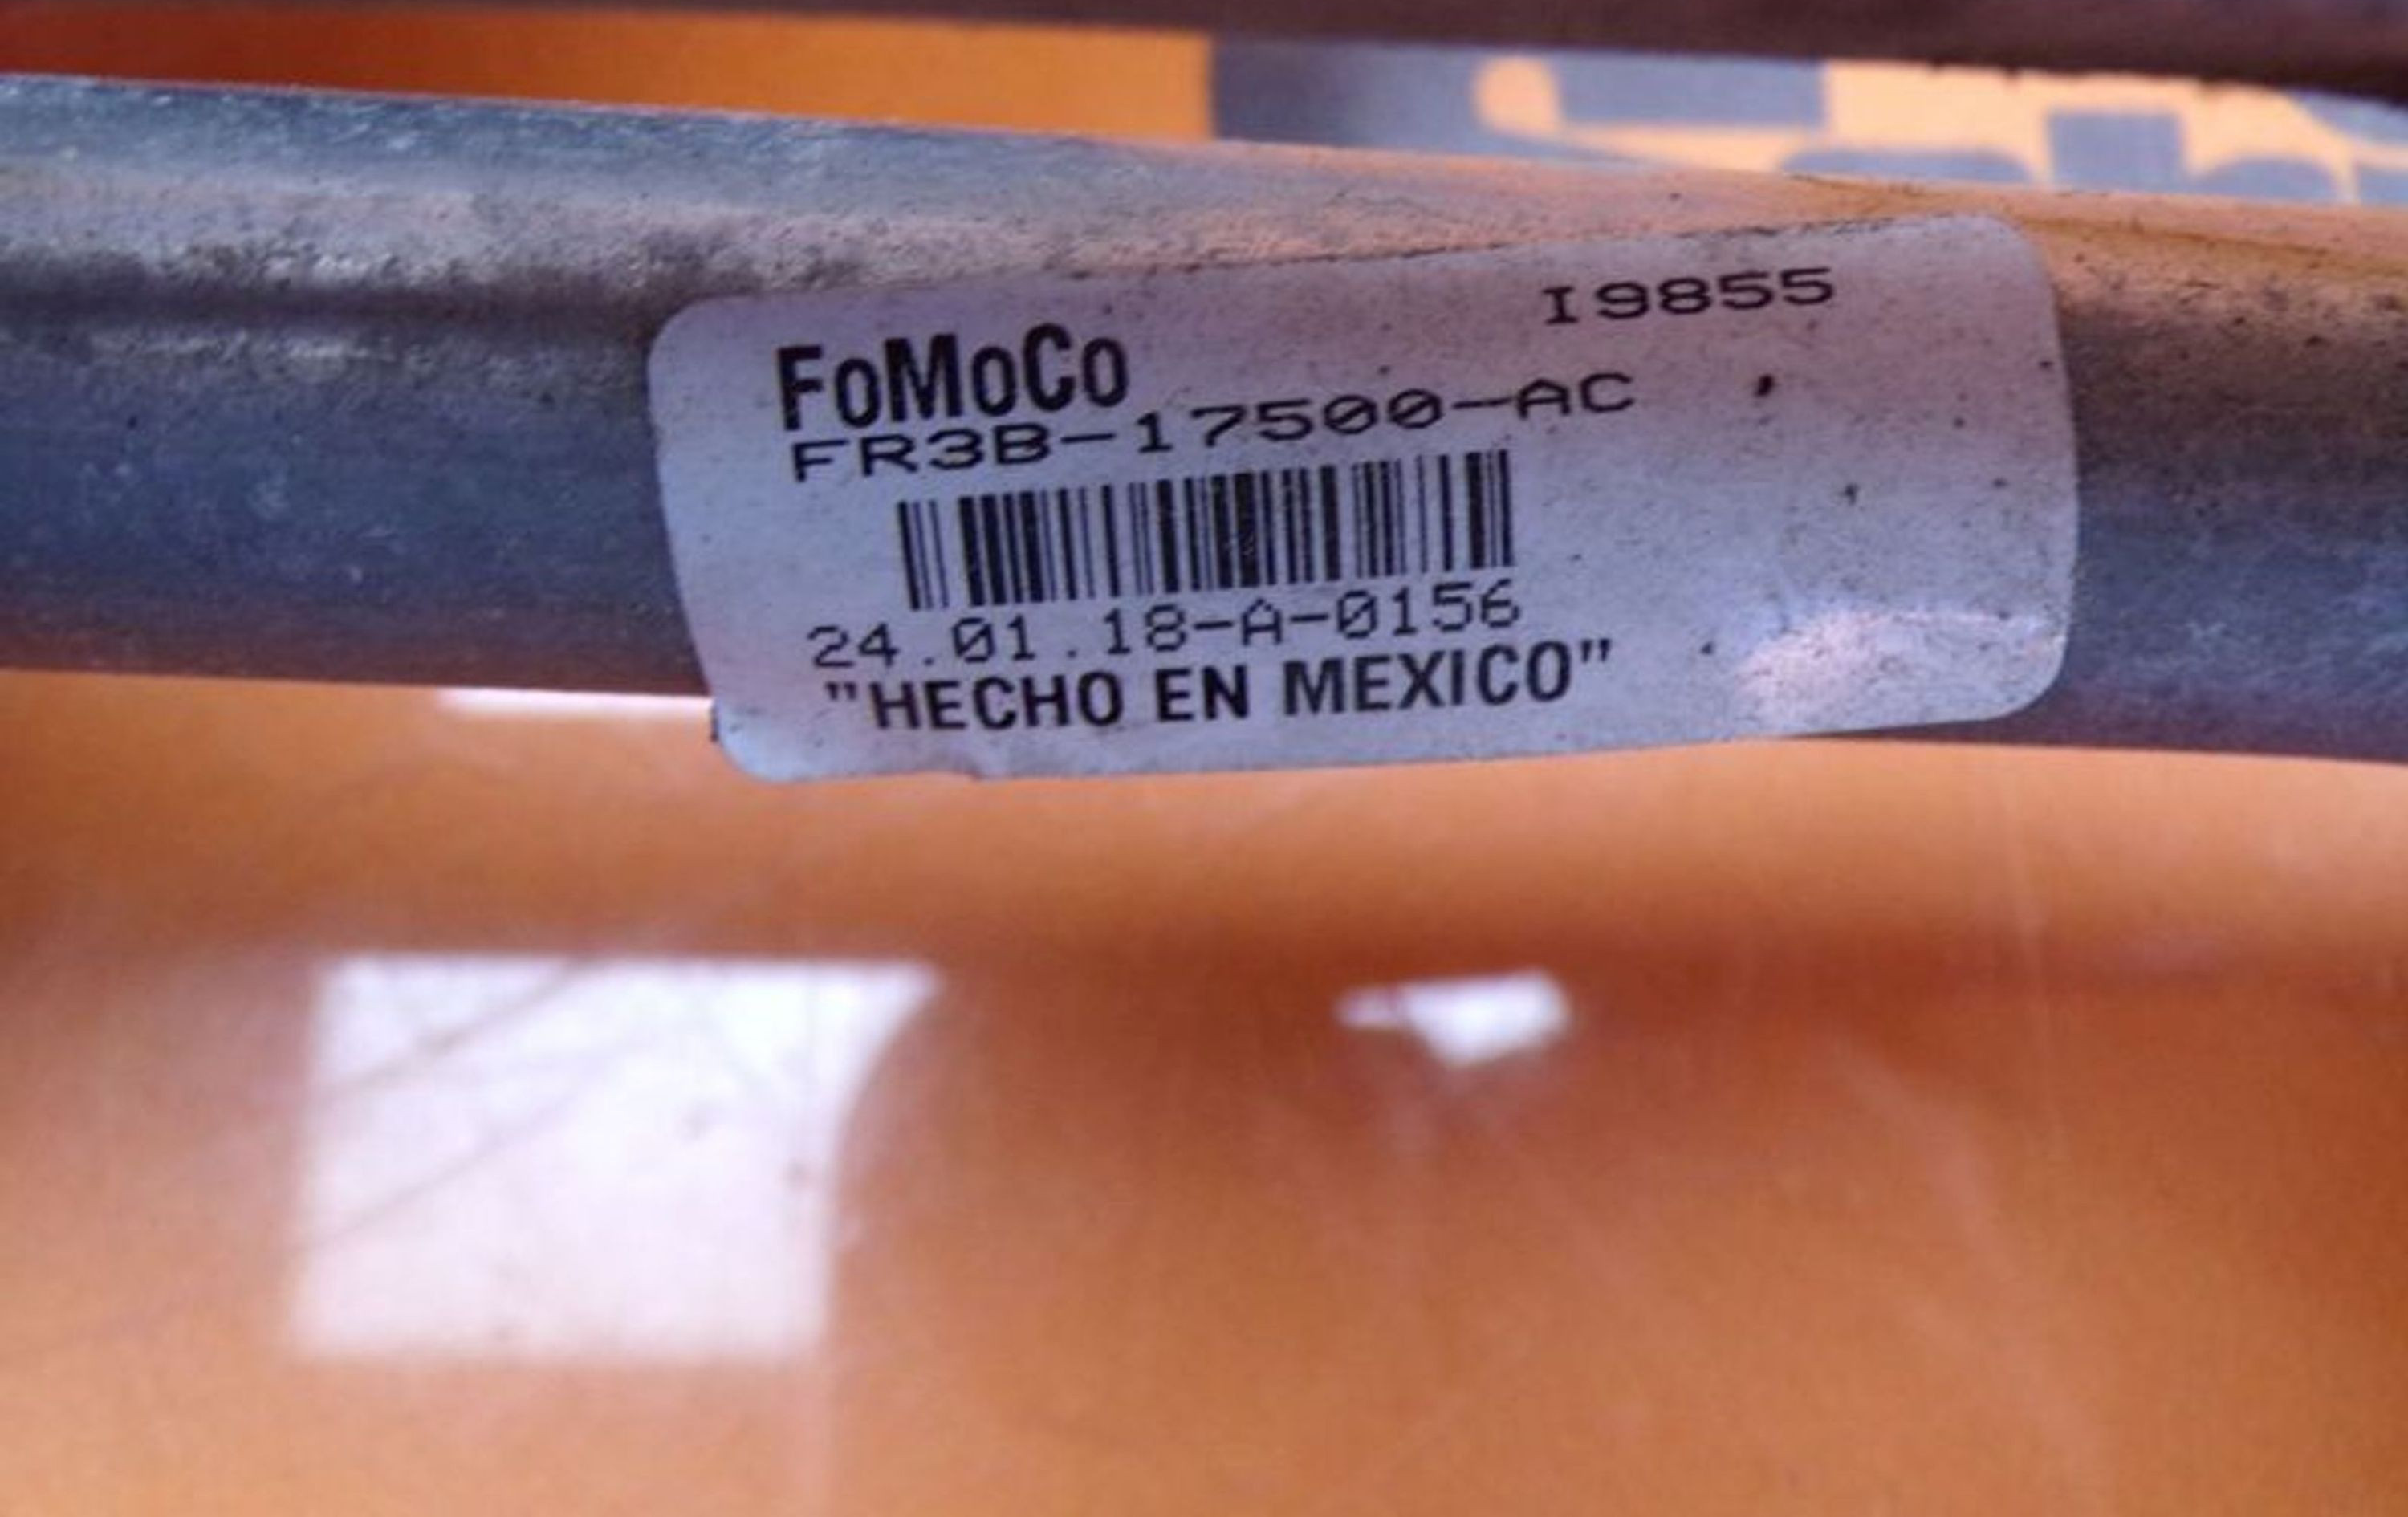 I9855
FoMoCo
FR3B-17500-AC
24.01.18-A-0156
"HECHO EN MEXICO"